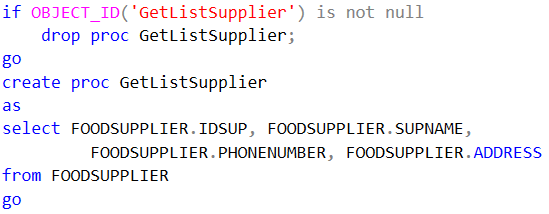 if OBJECT_ID('GetListSupplier') is not null
drop proc GetListSupplier;
go
create proc GetListSupplier
as
select FOODSUPPLIER.IDSUP, FOODSUPPLIER.SUPNAME,
FOODSUPPLIER.PHONENUMBER, FOODSUPPLIER.ADDRESS
from FOODSUPPLIER
go